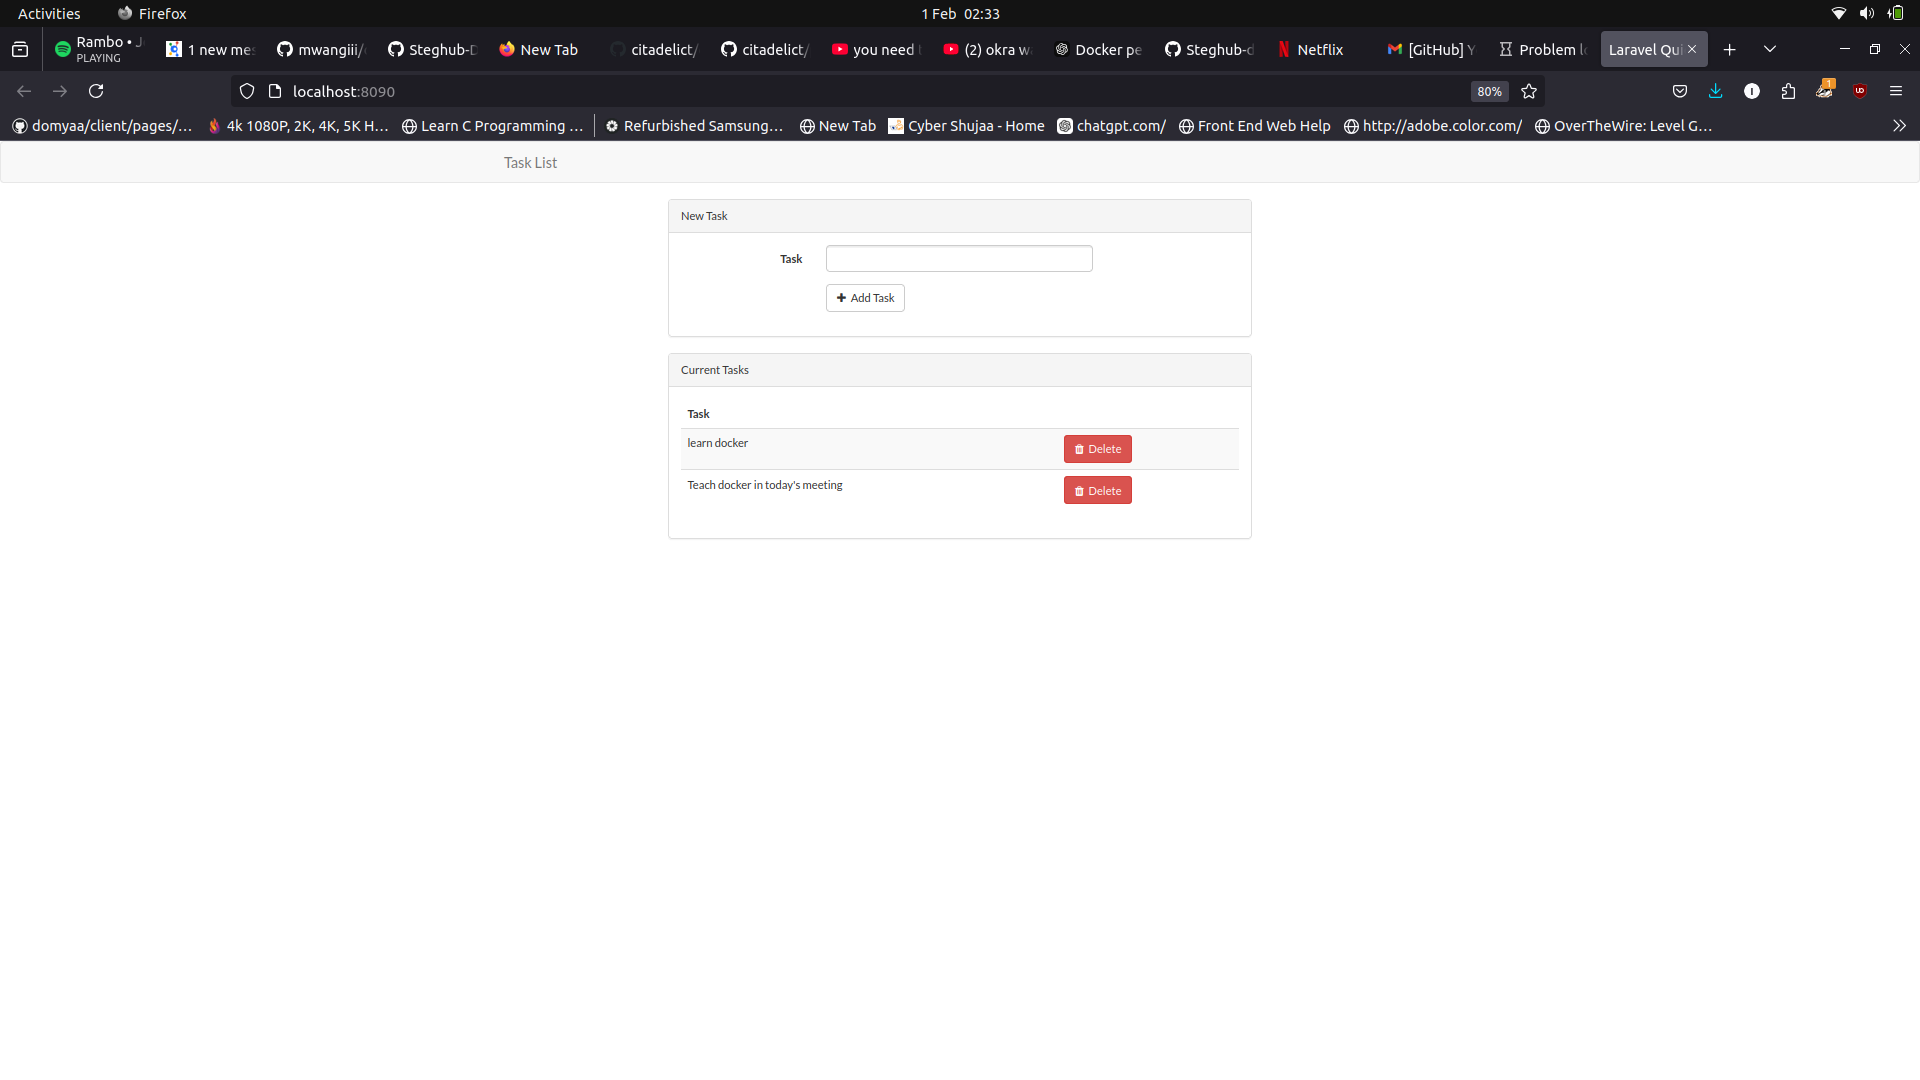 Activities
Firefox
1 Feb 02:33
Rambo • J
PLAYING
1 new mes
mwangiii/
Steghub-D
New Tab
citadelict/
citadelict/
you need
(2) okra w
Docker pe
Steghub-d
Netflix
[GitHub] Y
Problem l
Laravel Qui
localhost:8090
80%
1
domyaa/client/pages/...
4k 1080P, 2K, 4K, 5K H...
Learn C Programming ...
Refurbished Samsung...
New Tab
Cyber Shujaa - Home
chatgpt.com/
Front End Web Help
http://adobe.color.com/
OverTheWire: Level G...
Task List
New Task
Task
Add Task
Current Tasks
Task
learn docker
Delete
Teach docker in today's meeting
Delete